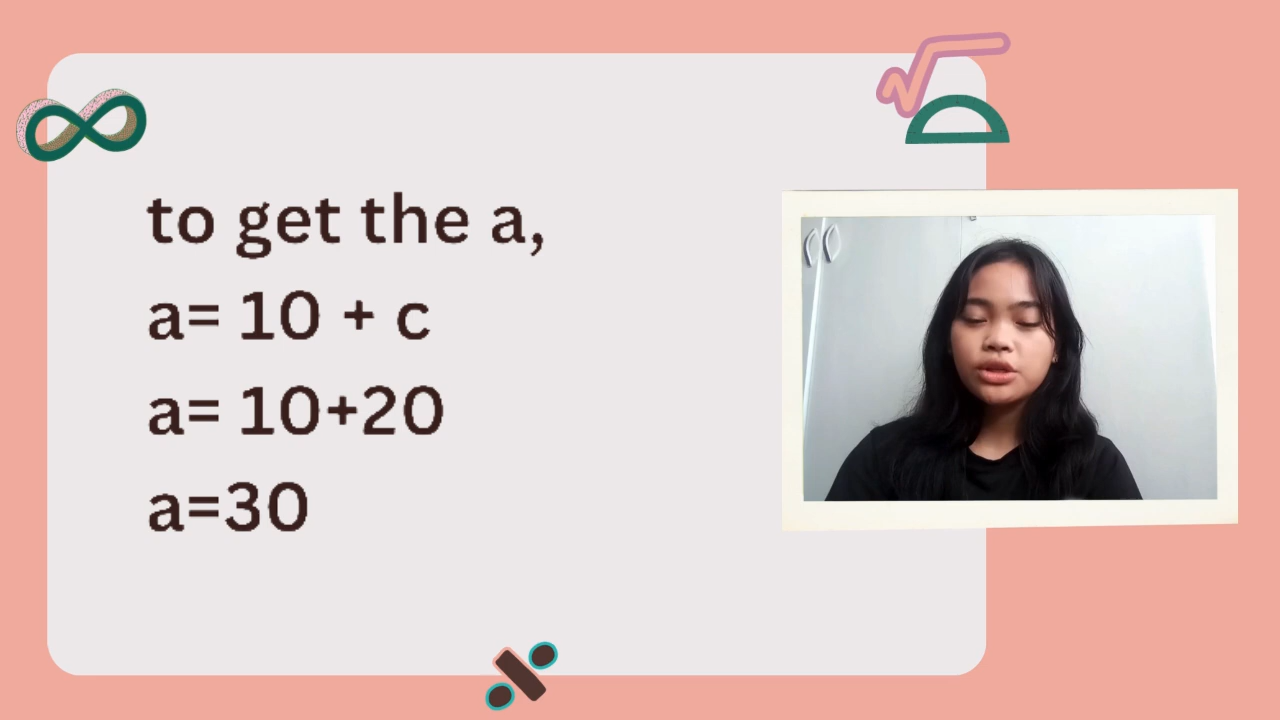 to get the a,
a= 10 + c
a= 10+20
a=30